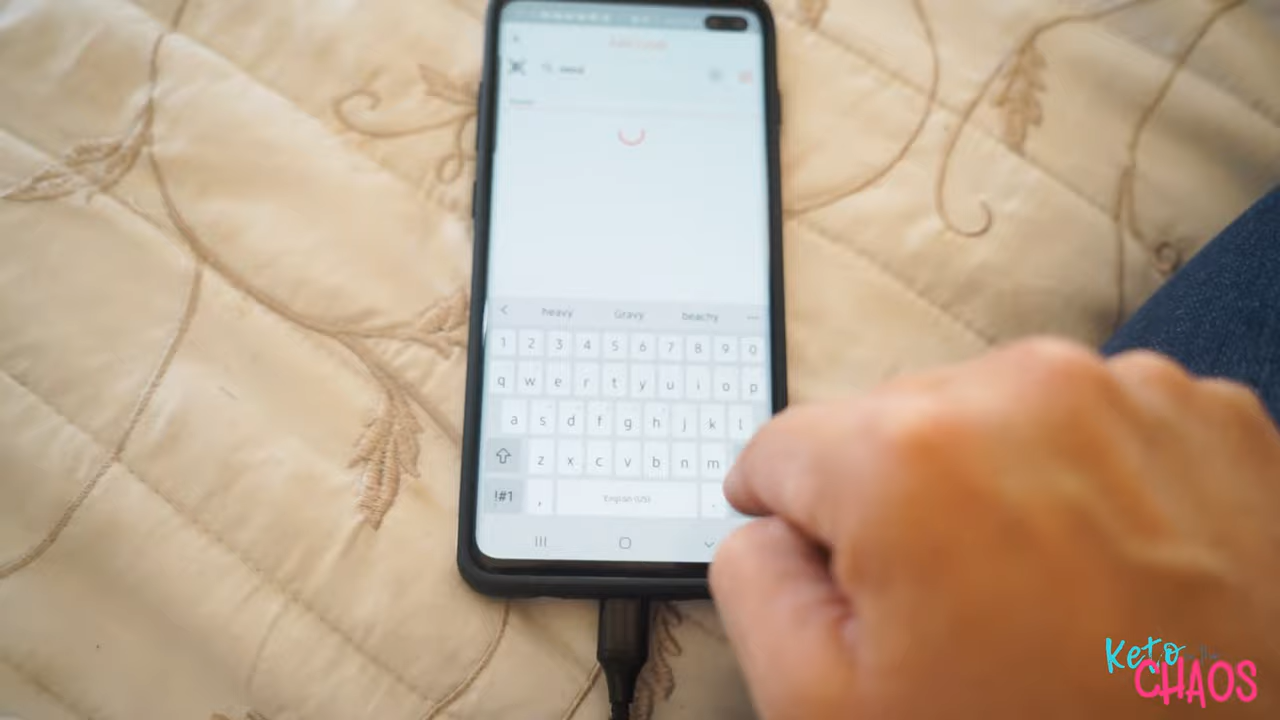 heavy Gravy beachy ...
1 2 3 4 5 6 7 8 9 0
q w e r t y u i o p
a s d f g h j k l
z x c v b n m
!#1 , English (US) .
Keto
CHAOS